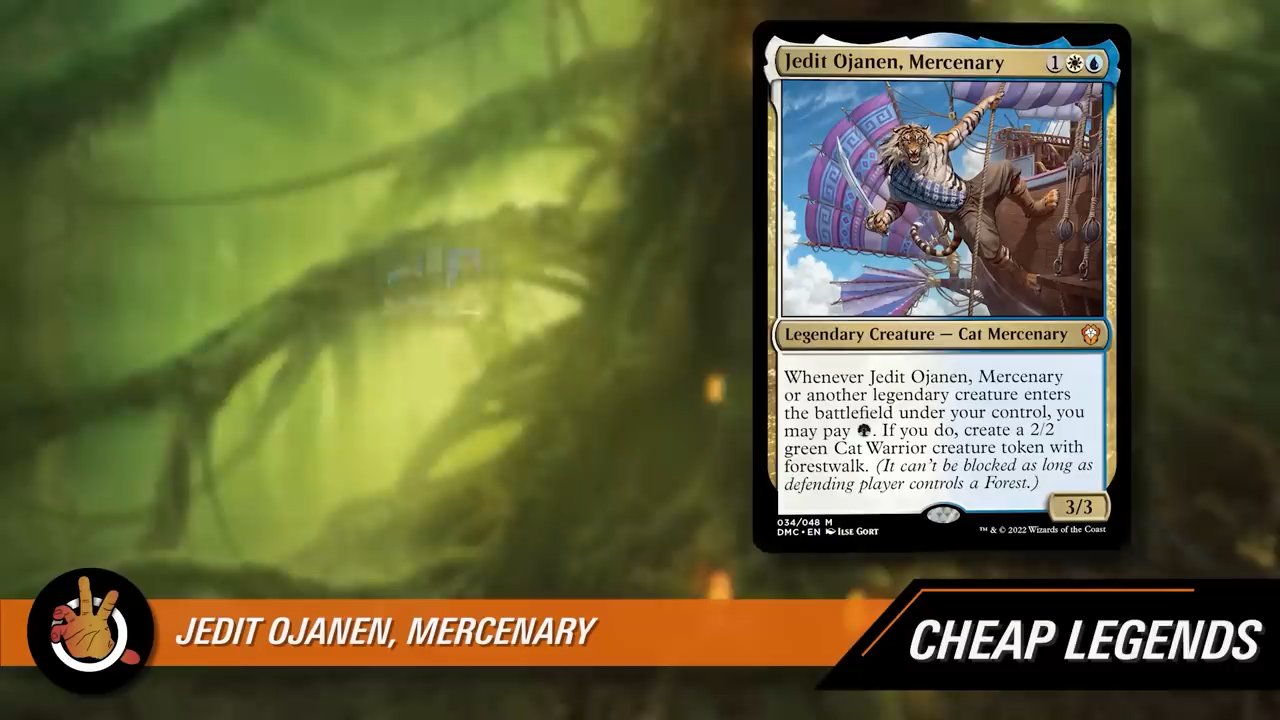 Jedit Ojanen, Mercenary 1
Legendary Creature — Cat Mercenary
Whenever Jedit Ojanen, Mercenary
or another legendary creature enters
the battlefield under your control, you
may pay . If you do, create a 2/2
green Cat Warrior creature token with
forestwalk. (It can't be blocked as long as
defending player controls a Forest.)
3/3
034/048 M
DMC • EN ILSE GORT
™ & © 2022 Wizards of the Coast
JEDIT OJANEN, MERCENARY
CHEAP LEGENDS